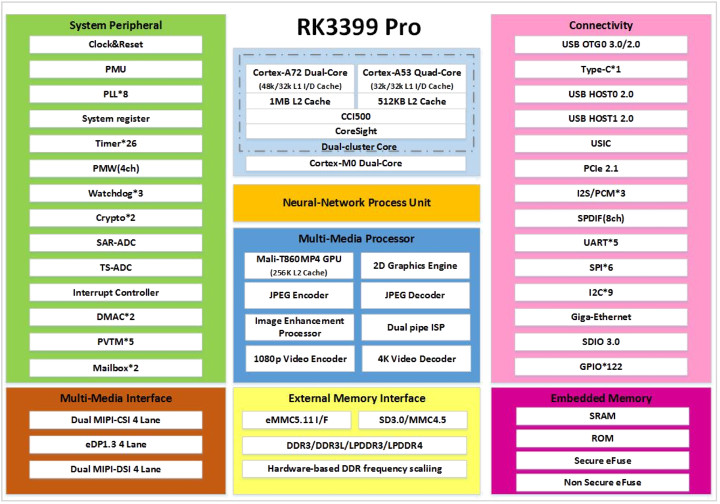 RK3399 Pro
System Peripheral
Clock&Reset
PMU
PLL*8
System register
Timer*26
PMW(4ch)
Watchdog*3
Crypto*2
SAR-ADC
TS-ADC
Interrupt Controller
DMAC*2
PVTM*5
Mailbox*2
Cortex-A72 Dual-Core
(48k/32k L1 I/D Cache)
1MB L2 Cache
Cortex-A53 Quad-Core
(32k/32k L1 I/D Cache)
512KB L2 Cache
CCI500
CoreSight
Dual-cluster Core
Cortex-M0 Dual-Core
Neural-Network Process Unit
Multi-Media Processor
Mali-T860MP4 GPU
(256K L2 Cache)
2D Graphics Engine
JPEG Encoder
JPEG Decoder
Image Enhancement
Processor
Dual pipe ISP
1080p Video Encoder
4K Video Decoder
Connectivity
USB OTG0 3.0/2.0
Type-C*1
USB HOST0 2.0
USB HOST1 2.0
USIC
PCIe 2.1
I2S/PCM*3
SPDIF(8ch)
UART*5
SPI*6
I2C*9
Giga-Ethernet
SDIO 3.0
GPIO*122
Multi-Media Interface
Dual MIPI-CSI 4 Lane
eDP1.3 4 Lane
Dual MIPI-DSI 4 Lane
External Memory Interface
eMMC5.11 I/F
SD3.0/MMC4.5
DDR3/DDR3L/LPDDR3/LPDDR4
Hardware-based DDR frequency scaliing
Embedded Memory
SRAM
ROM
Secure eFuse
Non Secure eFuse